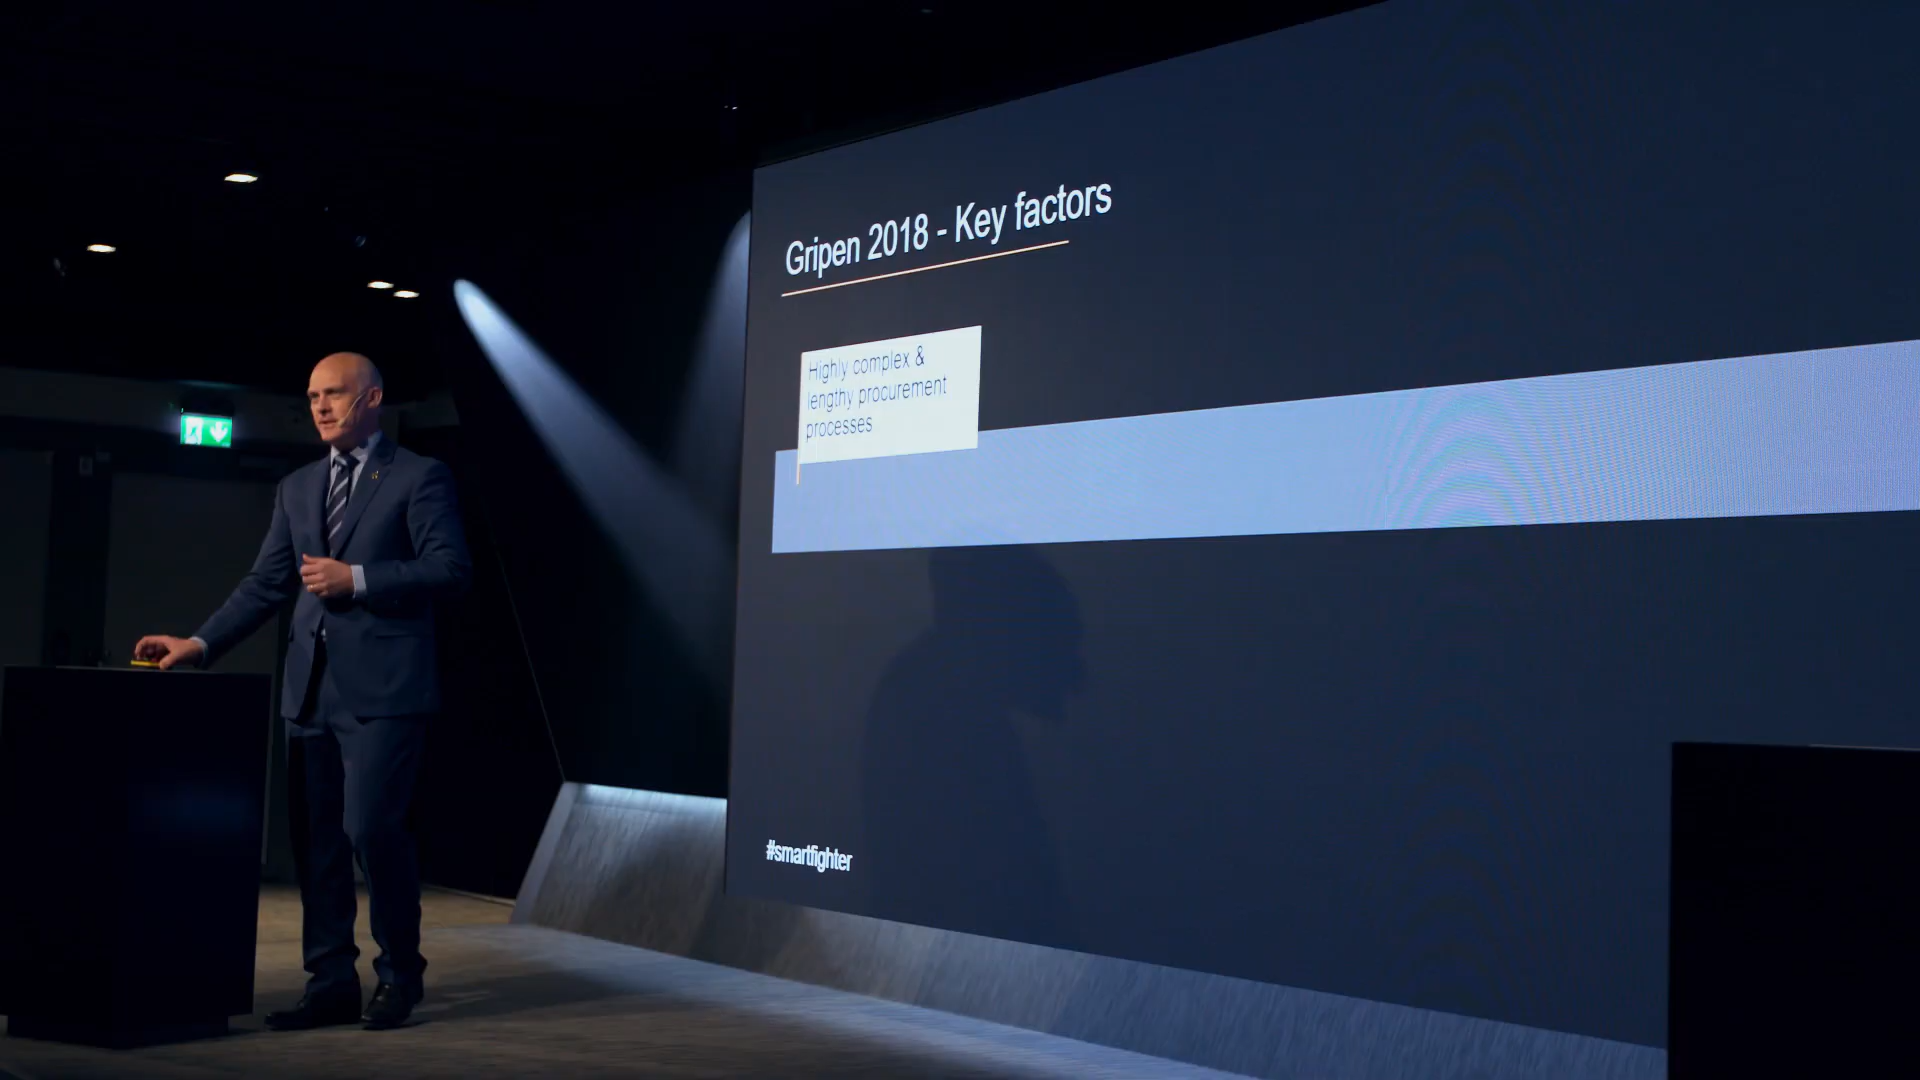 Gripen 2018 - Key factors
Highly complex &
lengthy procurement
processes
#smartfighter